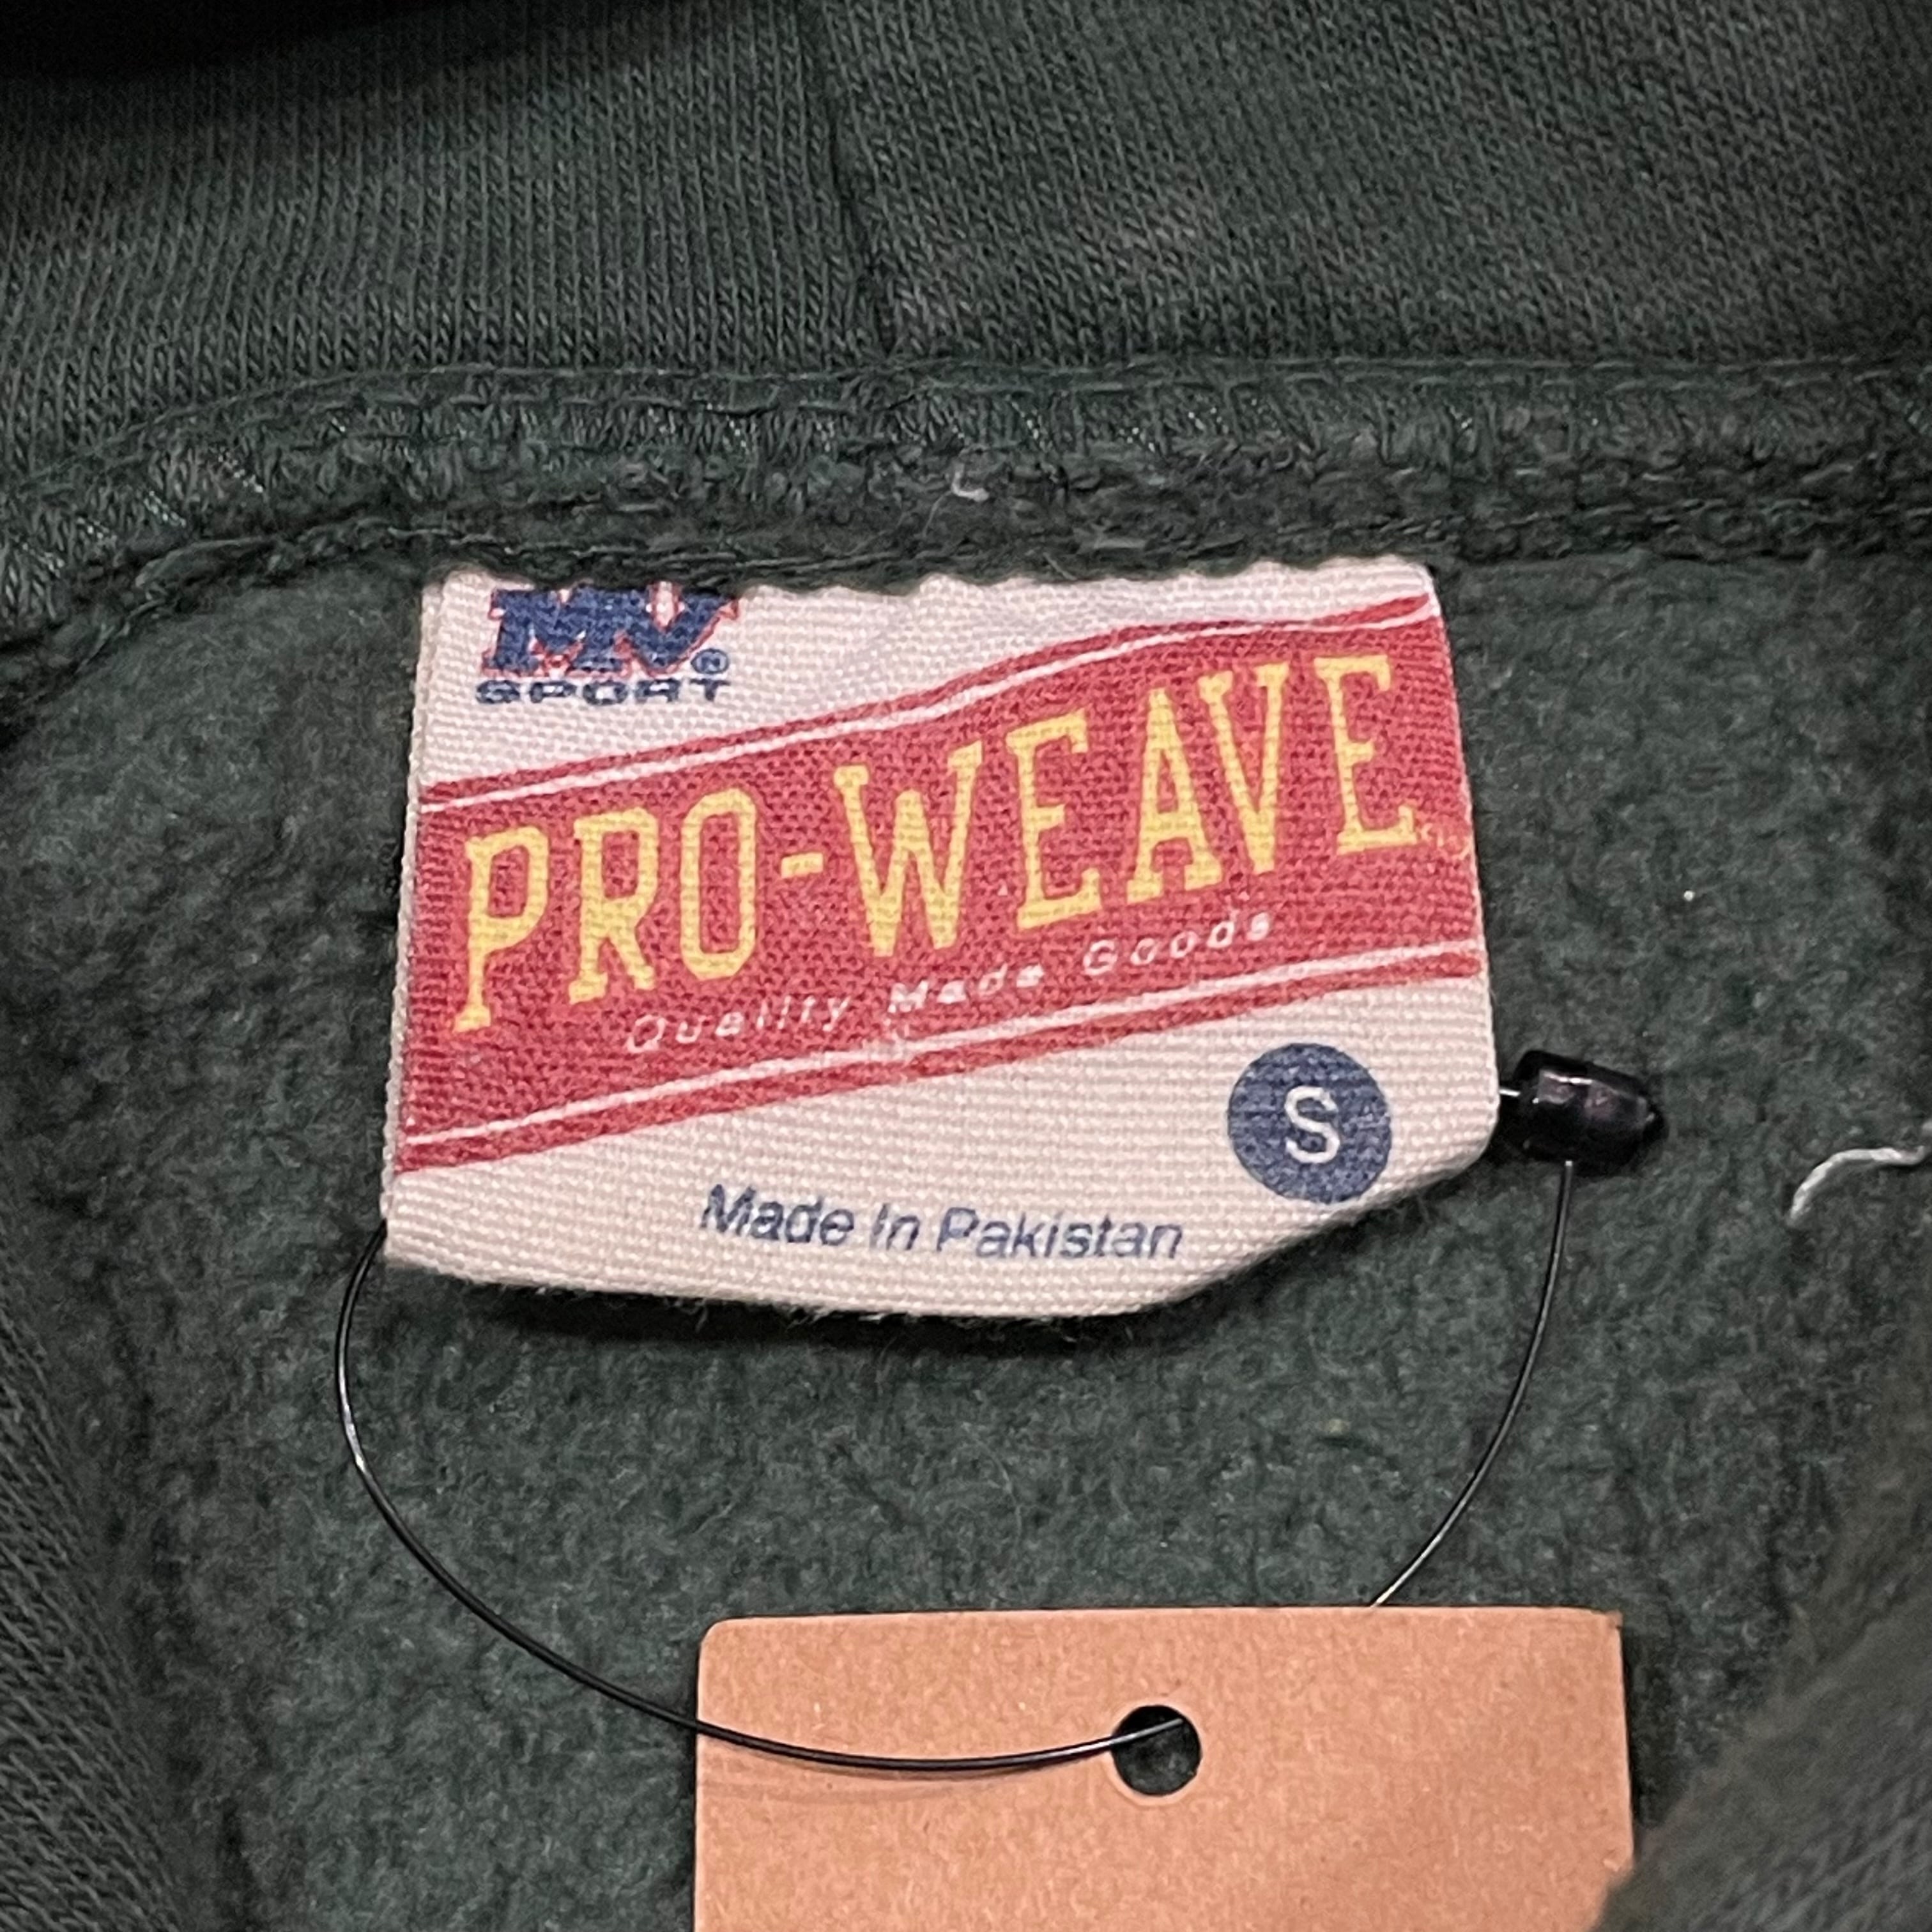 MV®
SPORT
PRO-WEAVE
Quality Made Goods
S
Made In Pakistan